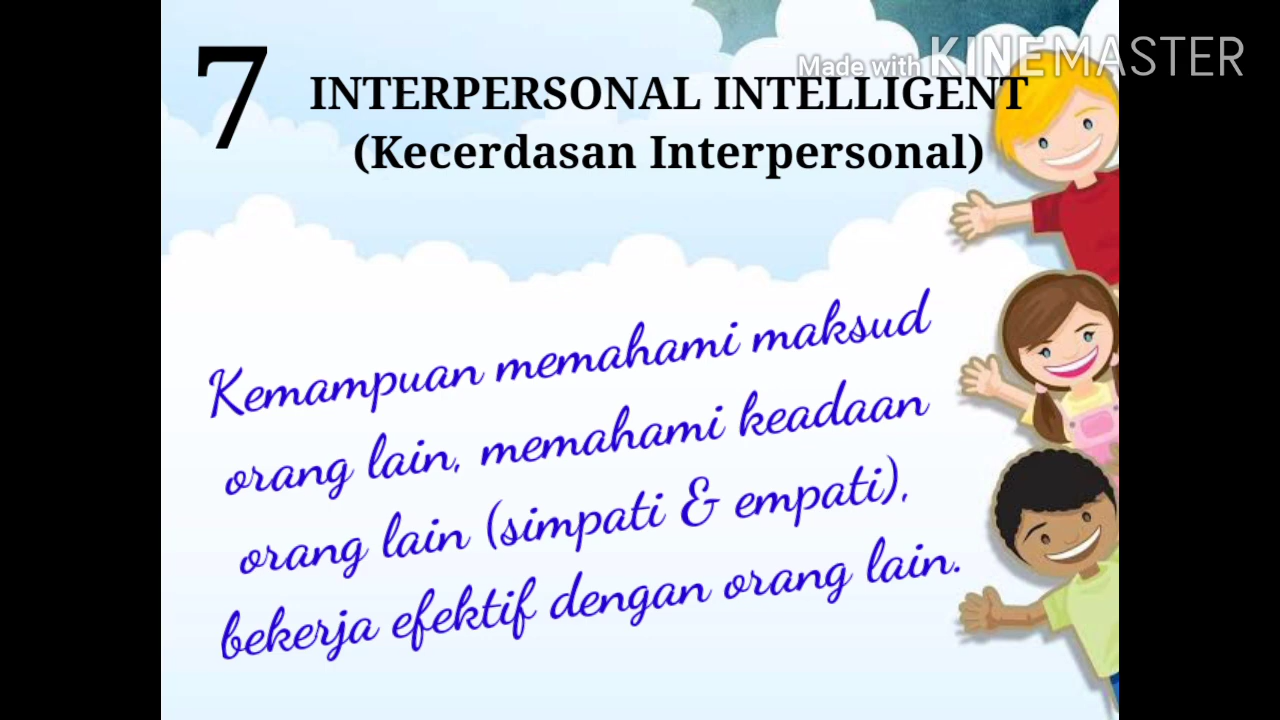 Made with KINEMASTER
7
INTERPERSONAL INTELLIGENT
(Kecerdasan Interpersonal)
Kemampuan memahami maksud
orang lain, memahami keadaan
orang lain (simpati & empati),
bekerja efektif dengan orang lain.